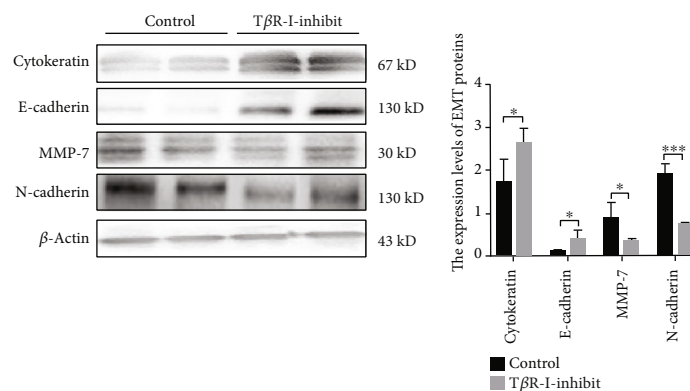 Control TβR-I-inhibit
Cytokeratin 67 kD
E-cadherin 130 kD
MMP-7 30 kD
N-cadherin 130 kD
β-Actin 43 kD
The expression levels of EMT proteins
4
3
2
1
0
*
*
*
***
Cytokeratin
E-cadherin
MMP-7
N-cadherin
Control
TβR-I-inhibit